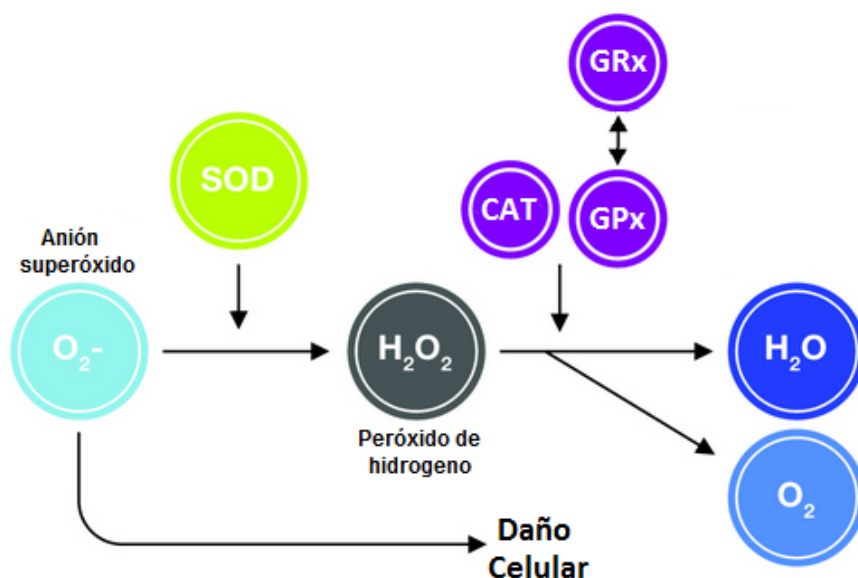 GRx
SOD
CAT
GPx
Anión
superóxido
O₂-
H₂O₂
H₂O
Peróxido de
hidrogeno
O₂
Daño
Celular